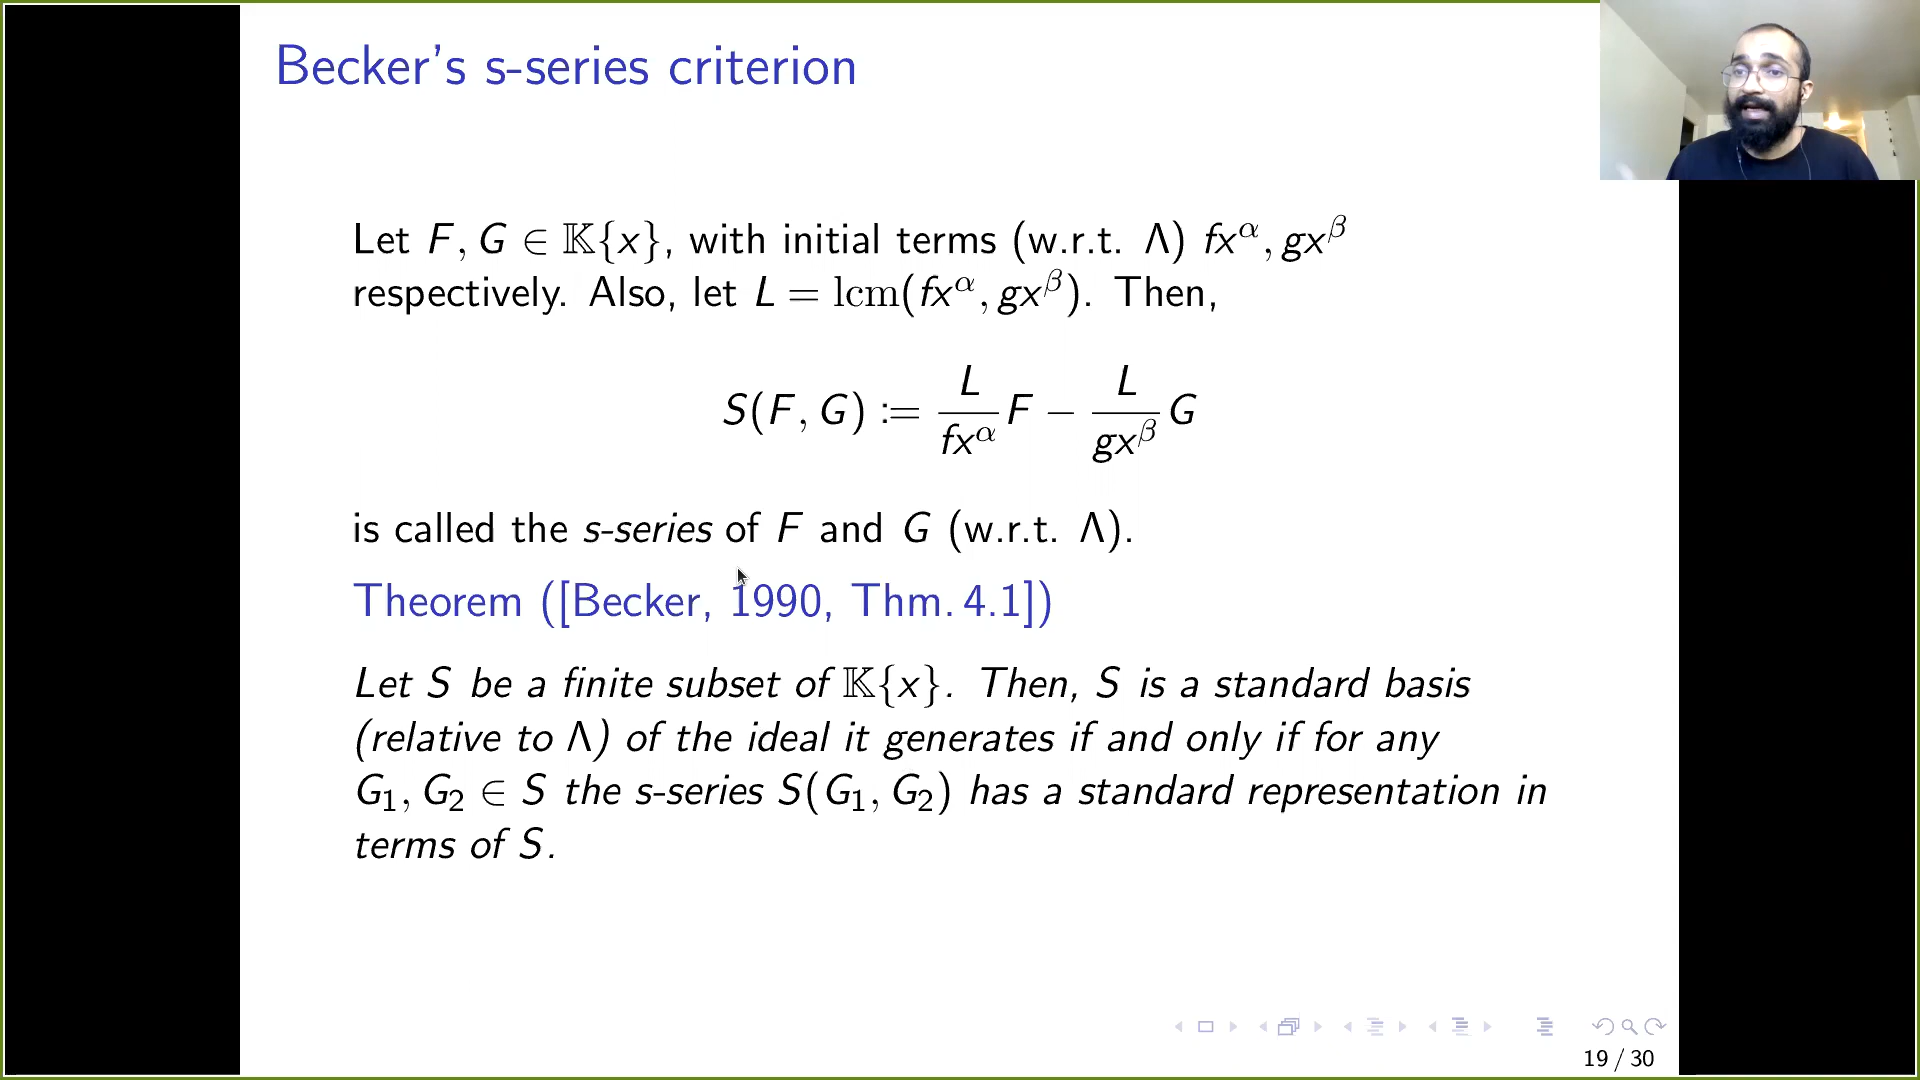 Becker's s-series criterion
Let F, G ∈ 𝕂{x}, with initial terms (w.r.t. Λ) fx^α, gx^β
respectively. Also, let L = lcm(fx^α, gx^β). Then,
S(F, G) := \frac{L}{fx^α} F − \frac{L}{gx^β} G
is called the s-series of F and G (w.r.t. Λ).
Theorem ([Becker, 1990, Thm. 4.1])
Let S be a finite subset of 𝕂{x}. Then, S is a standard basis
(relative to Λ) of the ideal it generates if and only if for any
G₁, G₂ ∈ S the s-series S(G₁, G₂) has a standard representation in
terms of S.
19 / 30